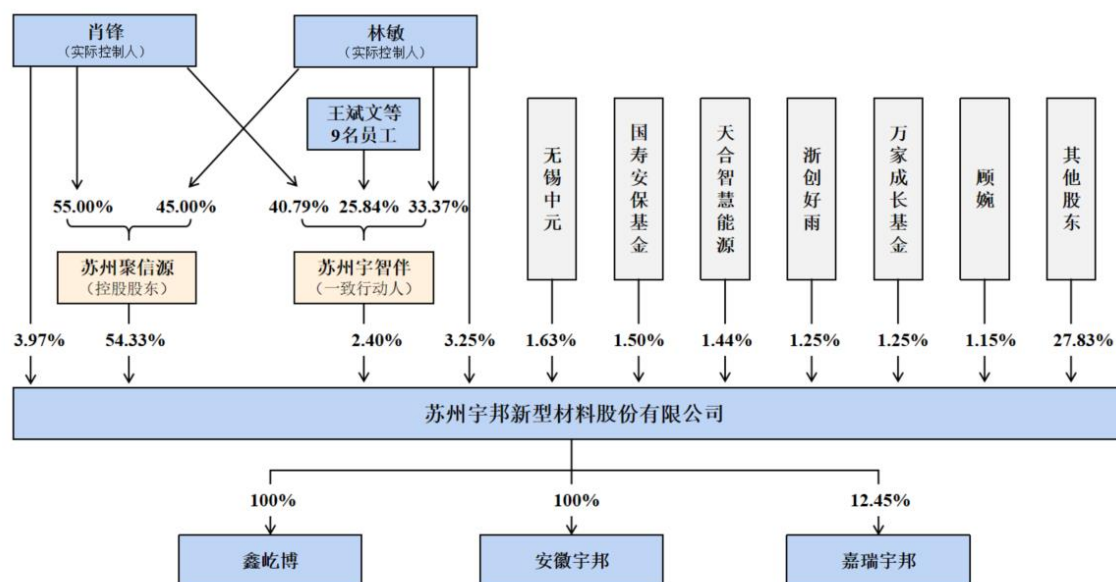 肖锋
（实际控制人）
林敏
（实际控制人）
王斌文等
9名员工
无锡中元
国寿安保基金
天合智慧能源
浙创好雨
万家成长基金
顾婉
其他股东
55.00%
45.00%
40.79%
25.84%
33.37%
苏州聚信源
（控股股东）
苏州宇智伴
（一致行动人）
3.97%
54.33%
2.40%
3.25%
1.63%
1.50%
1.44%
1.25%
1.25%
1.15%
27.83%
苏州宇邦新型材料股份有限公司
100%
100%
12.45%
鑫屹博
安徽宇邦
嘉瑞宇邦